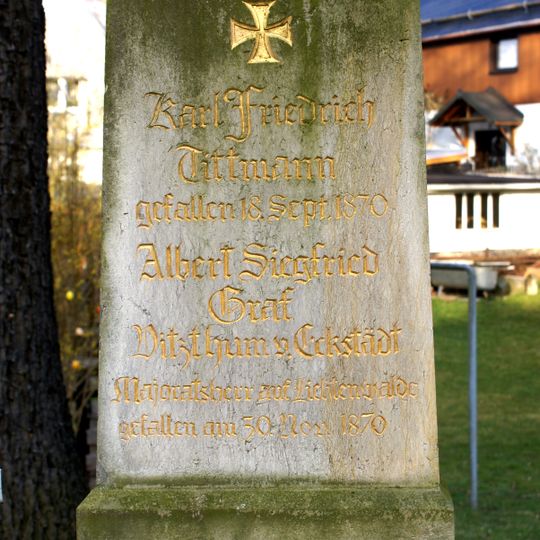 Karl Friedrich
Tittmann
gefallen 18. Sept. 1870
Albert Siegfried
Graf
Vitzthum v. Eckstädt
Majoratsherr auf Lichtenwalde
gefallen am 30. Nov. 1870